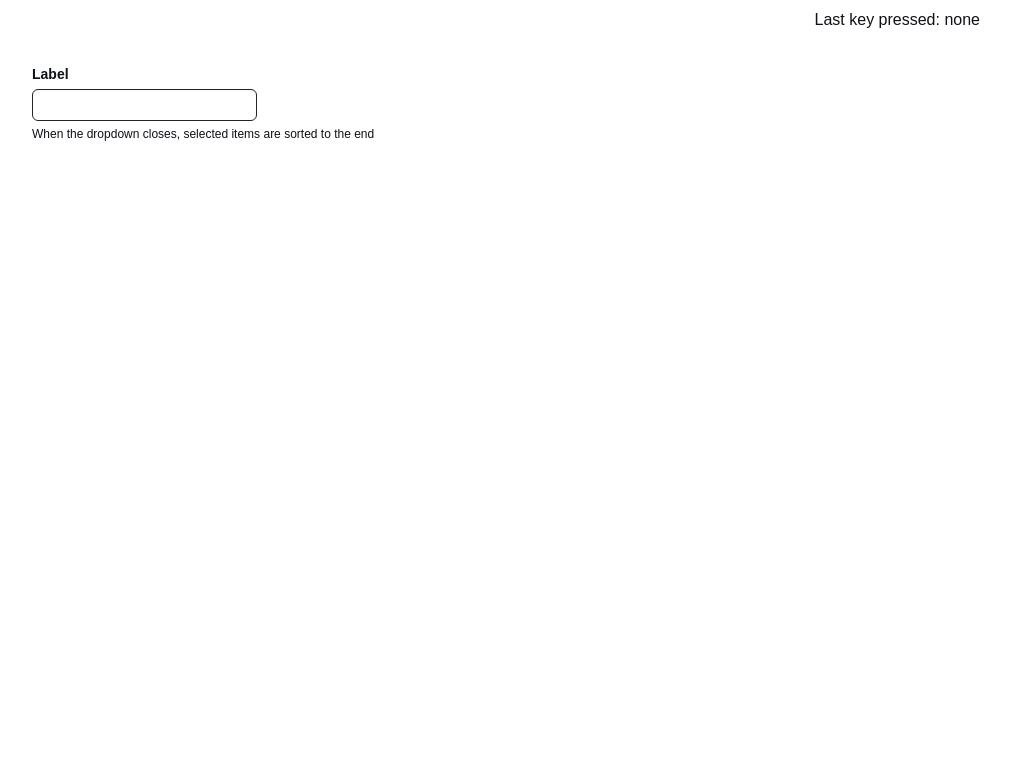 Last key pressed: none
Label
When the dropdown closes, selected items are sorted to the end